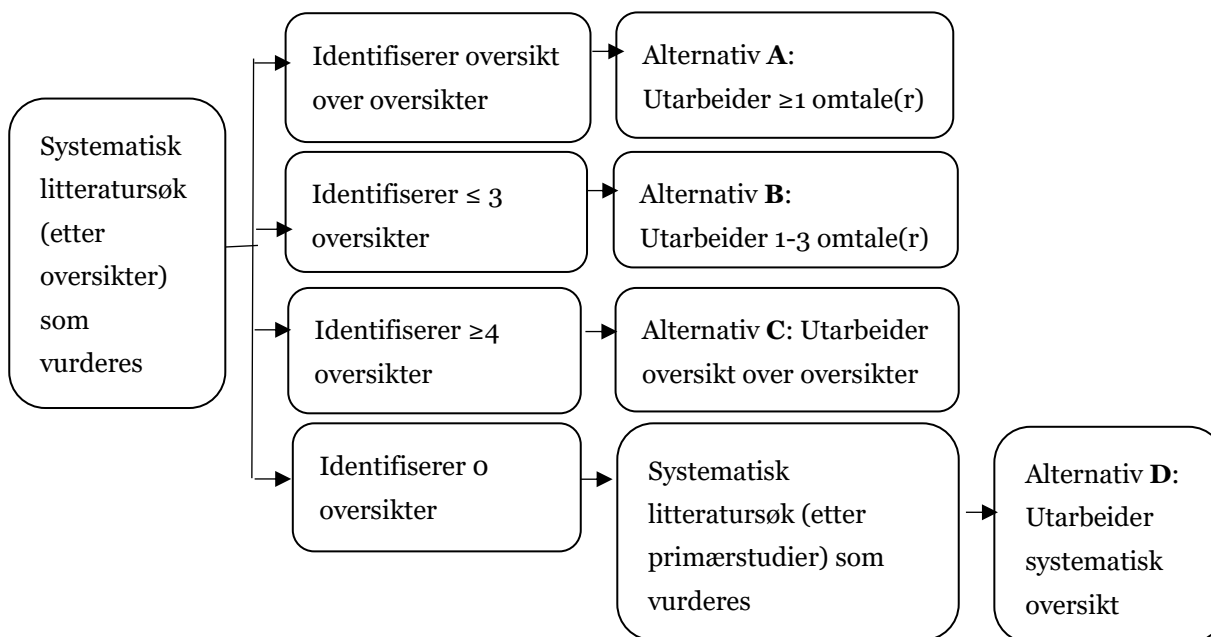 Systematisk
litteratursøk
(etter
oversikter)
som
vurderes
Identifiserer oversikt
over oversikter
Alternativ A:
Utarbeider ≥1 omtale(r)
Identifiserer ≤ 3
oversikter
Alternativ B:
Utarbeider 1-3 omtale(r)
Identifiserer ≥4
oversikter
Alternativ C: Utarbeider
oversikt over oversikter
Identifiserer 0
oversikter
Systematisk
litteratursøk (etter
primærstudier) som
vurderes
Alternativ D:
Utarbeider
systematisk
oversikt